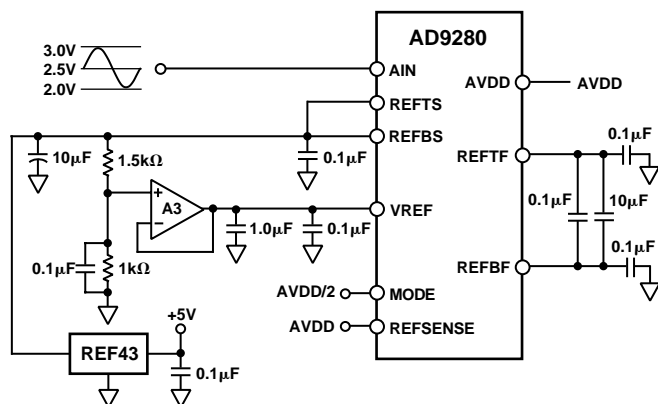 3.0V
2.5V
2.0V
AD9280
AIN
REFTS
REFBS
VREF
MODE
REFSENSE
AVDD
AVDD
REFTF
REFBF
10μF
1.5kΩ
0.1μF
A3
+
–
1.0μF
0.1μF
0.1μF
1kΩ
AVDD/2
AVDD
+5V
REF43
0.1μF
0.1μF
0.1μF
10μF
0.1μF